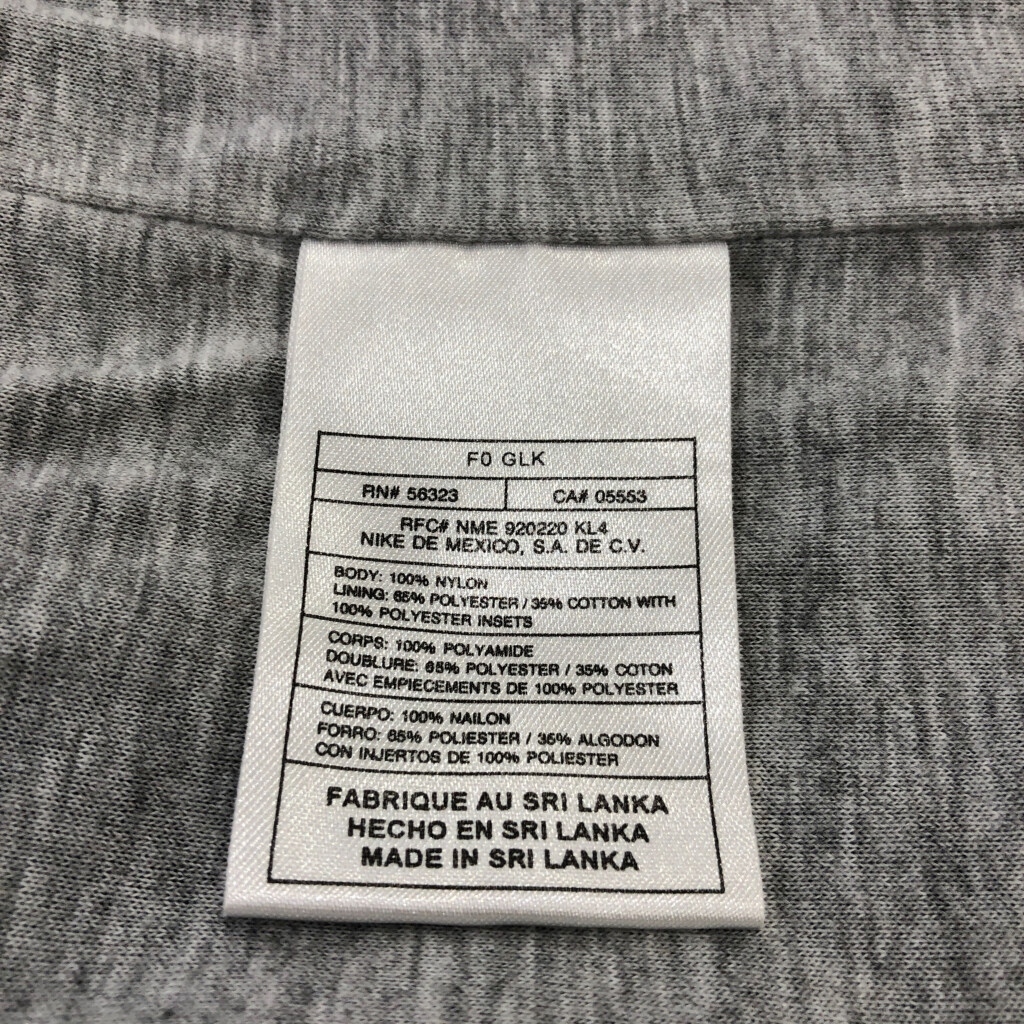 F0 GLK
RN# 56323 CA# 05553
RFC# NME 920220 KL4
NIKE DE MEXICO, S.A. DE C.V.
BODY: 100% NYLON
LINING: 65% POLYESTER / 35% COTTON WITH
100% POLYESTER INSETS
CORPS: 100% POLYAMIDE
DOUBLURE: 65% POLYESTER / 35% COTON
AVEC EMPIECEMENTS DE 100% POLYESTER
CUERPO: 100% NAILON
FORRO: 65% POLIESTER / 35% ALGODON
CON INJERTOS DE 100% POLIESTER
FABRIQUE AU SRI LANKA
HECHO EN SRI LANKA
MADE IN SRI LANKA